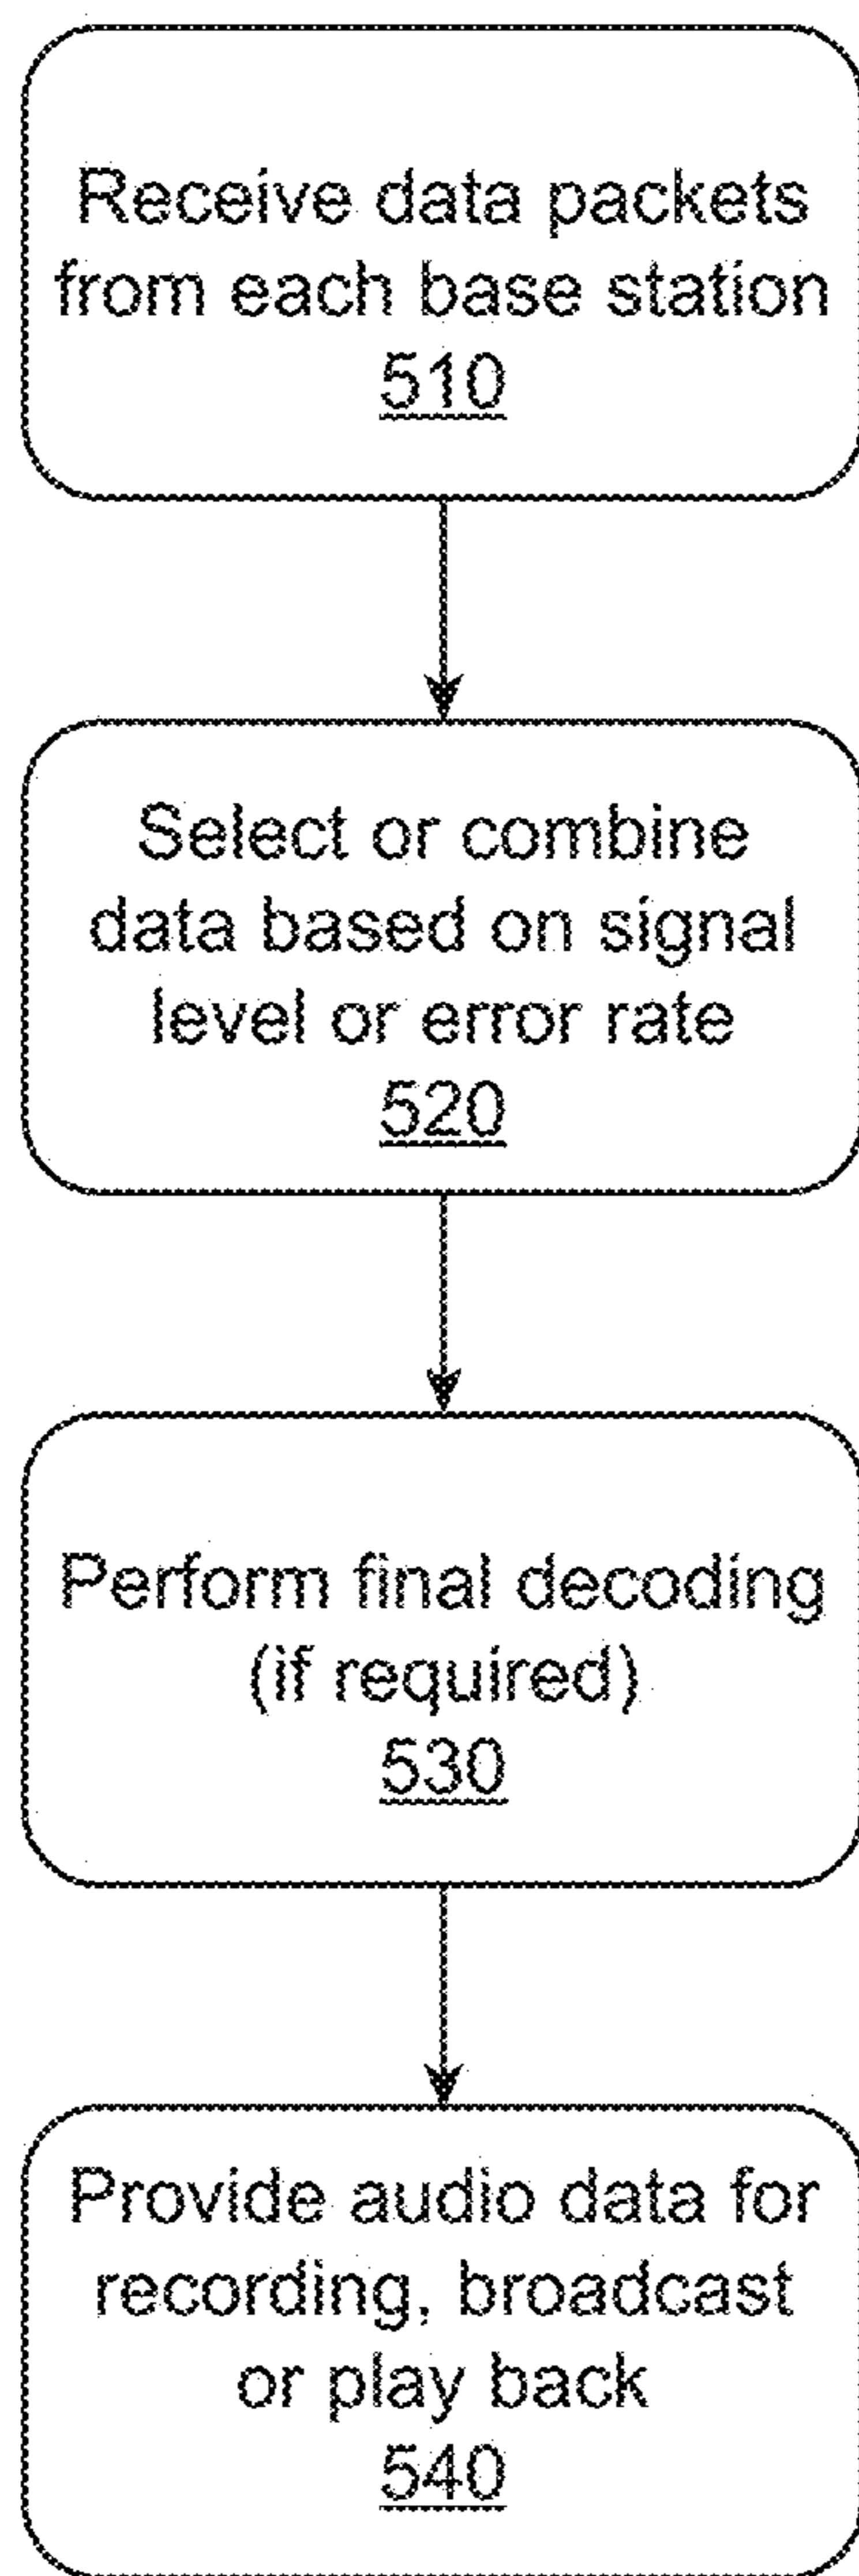 Receive data packets
from each base station
510
Select or combine
data based on signal
level or error rate
520
Perform final decoding
(if required)
530
Provide audio data for
recording, broadcast
or play back
540